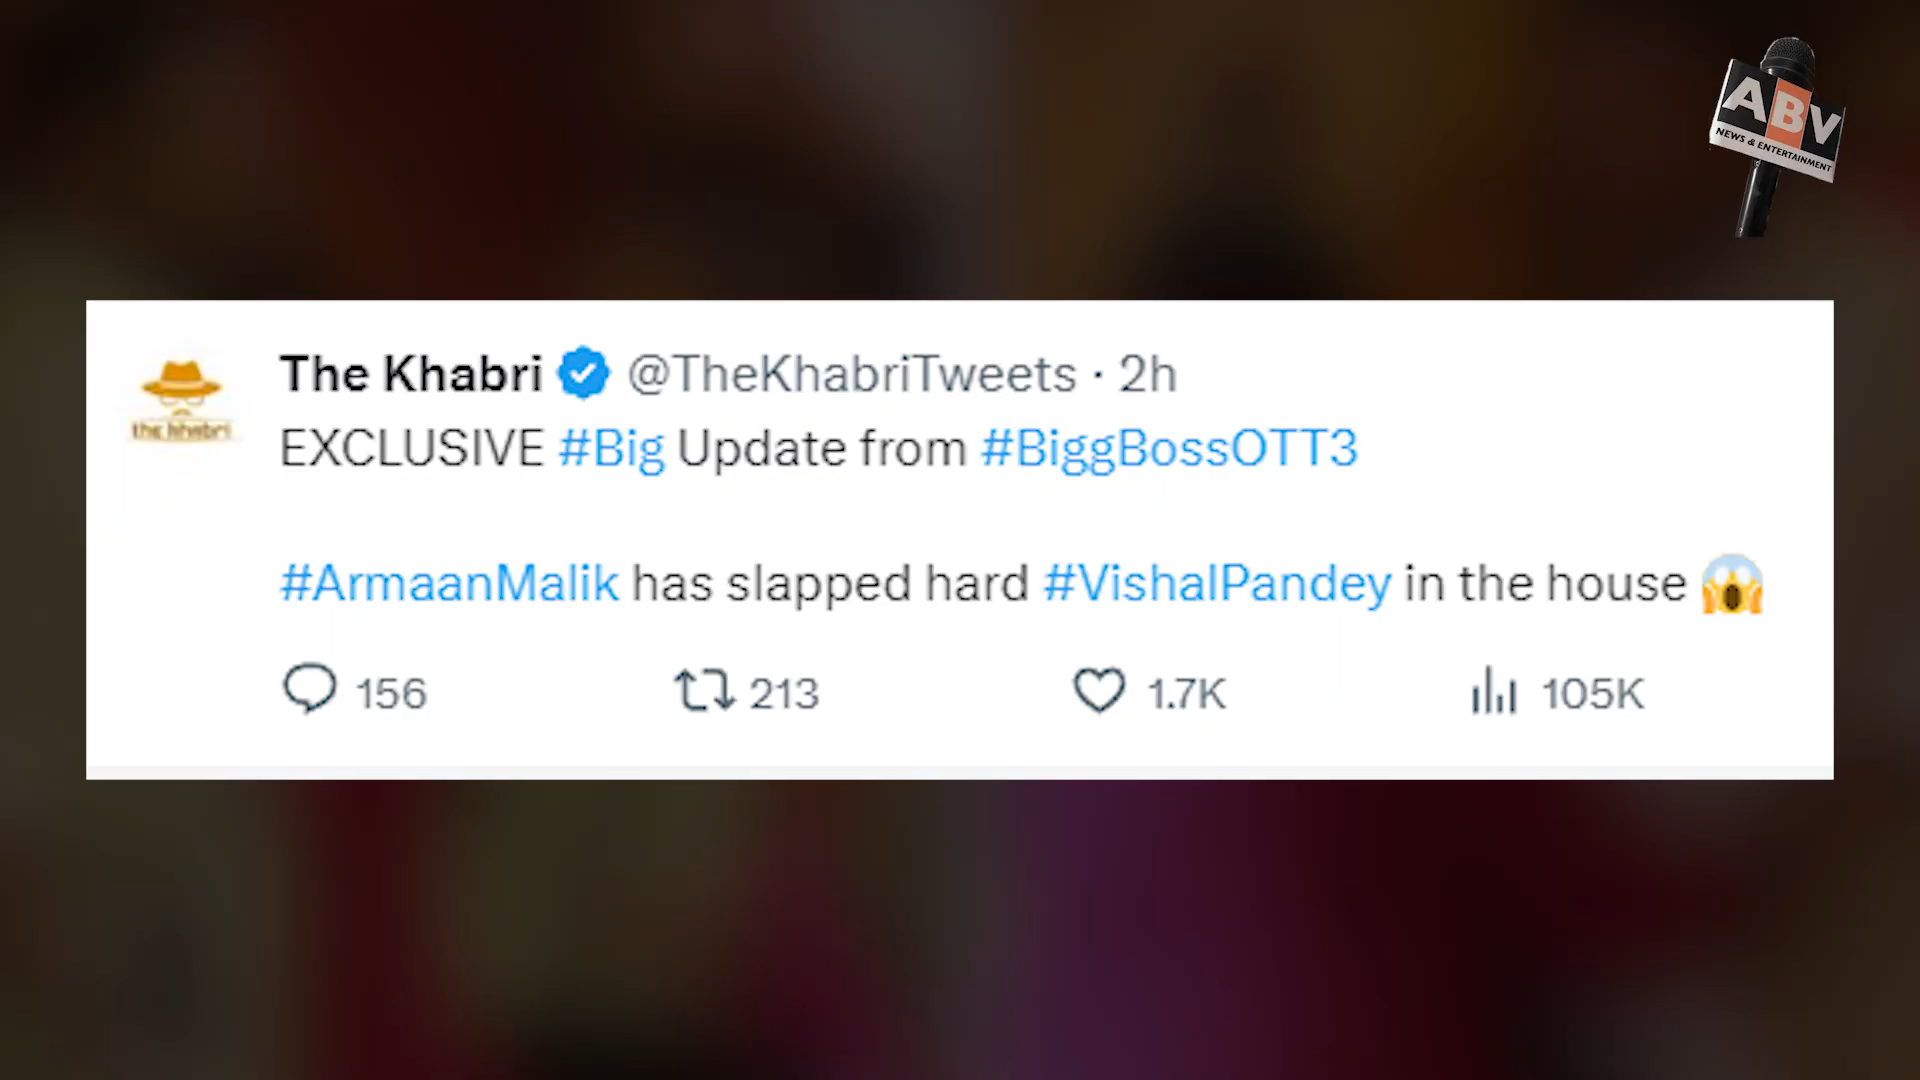 ABV
NEWS & ENTERTAINMENT
The Khabri @TheKhabriTweets · 2h
the khabri
EXCLUSIVE #Big Update from #BiggBossOTT3
#ArmaanMalik has slapped hard #VishalPandey in the house 😱
156 213 1.7K 105K